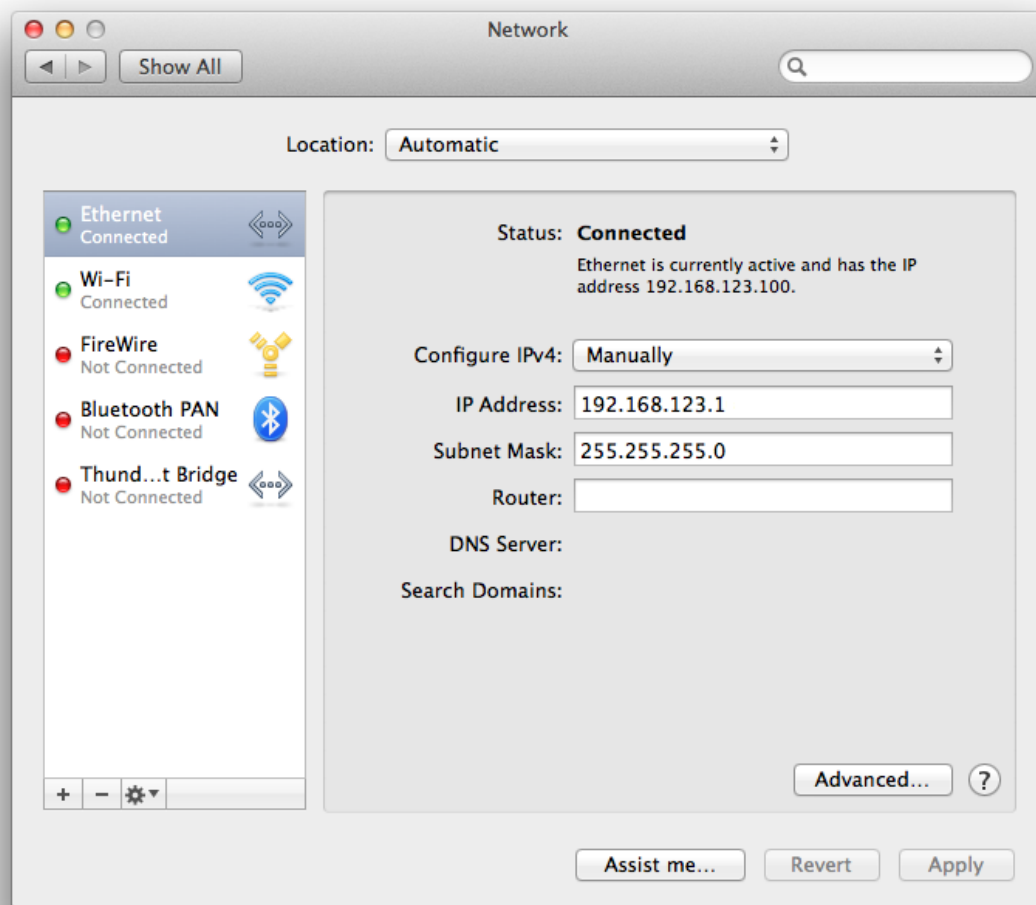 Network
Show All
Location: Automatic
Ethernet
Connected
Wi-Fi
Connected
FireWire
Not Connected
Bluetooth PAN
Not Connected
Thund...t Bridge
Not Connected
Status: Connected
Ethernet is currently active and has the IP
address 192.168.123.100.
Configure IPv4: Manually
IP Address: 192.168.123.1
Subnet Mask: 255.255.255.0
Router:
DNS Server:
Search Domains:
Advanced...
?
Assist me...
Revert
Apply